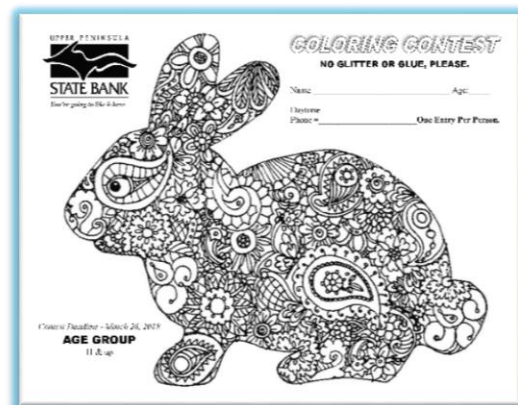 UPPER PENINSULA
STATE BANK
You're going to like it here
COLORING CONTEST
NO GLITTER OR GLUE, PLEASE.
Name Age:
Daytime
Phone One Entry Per Person.
Contest Deadline - March 26,
AGE GROUP
11 & up